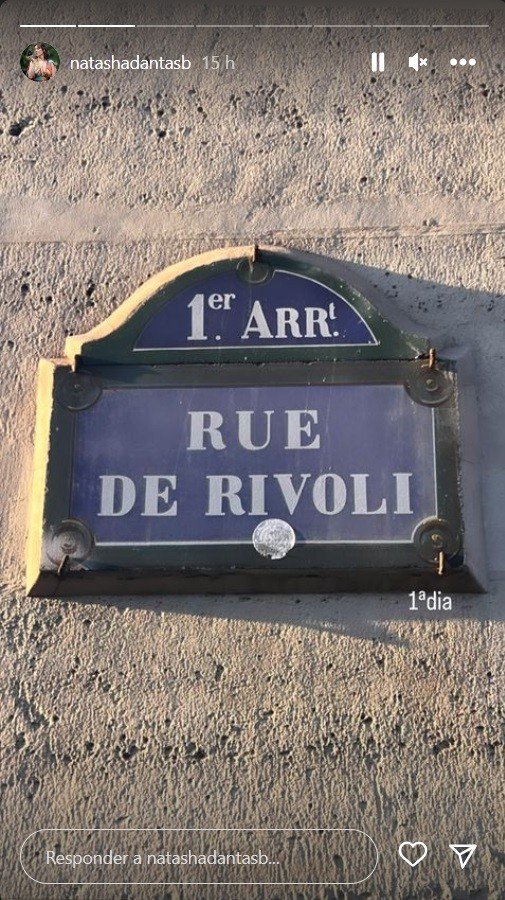 natashadantasb 15 h
1er ARRt.
RUE
DE RIVOLI
1ªdia
Responder a natashadantasb...